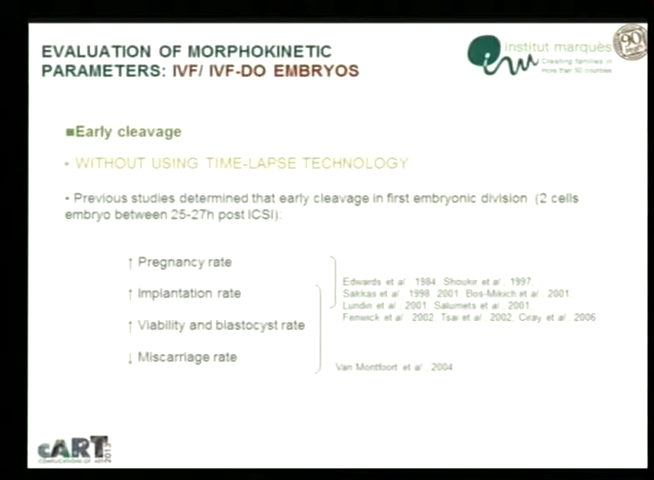 EVALUATION OF MORPHOKINETIC
PARAMETERS: IVF/ IVF-DO EMBRYOS
institut marquès
Creating families in
more than 50 countries
90
■Early cleavage
• WITHOUT USING TIME-LAPSE TECHNOLOGY
• Previous studies determined that early cleavage in first embryonic division (2 cells
embryo between 25-27h post ICSI):
↑ Pregnancy rate
↑ Implantation rate
↑ Viability and blastocyst rate
↓ Miscarriage rate
Edwards et al. 1984, Shoukir et al. 1997,
Sakkas et al. 1998, 2001, Bos-Mikich et al. 2001,
Lundin et al. 2001, Salumets et al. 2001,
Fenwick et al. 2002, Tsai et al. 2002, Ciray et al. 2006
Van Montfoort et al., 2004
cART
2013